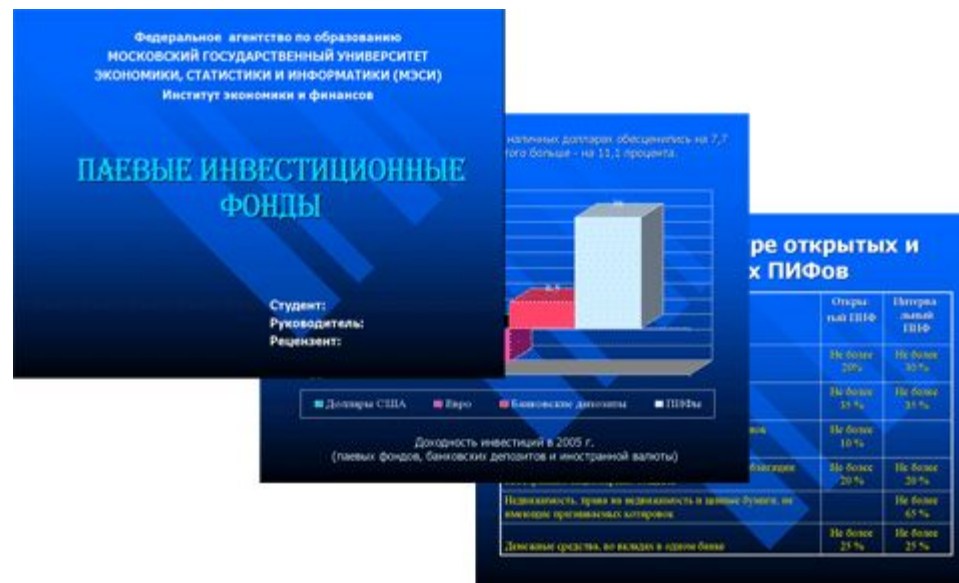 Федеральное агентство по образованию
МОСКОВСКИЙ ГОСУДАРСТВЕННЫЙ УНИВЕРСИТЕТ
ЭКОНОМИКИ, СТАТИСТИКИ И ИНФОРМАТИКИ (МЭСИ)
Институт экономики и финансов
ПАЕВЫЕ ИНВЕСТИЦИОННЫЕ
ФОНДЫ
Студент:
Руководитель:
Рецензент:
наличных долларах обесценились на 7,7
того больше - на 11,1 процента.
Доллары США Евро Банковские депозиты ПИФы
Доходность инвестиций в 2005 г.
(паевых фондов, банковских депозитов и иностранной валюты)
ре открытых и
х ПИФов
Откры
тый ПИФ
Интерва
льный
ПИФ
Не более
20%
Не более
30 %
Не более
35 %
Не более
35 %
Не более
10 %
Не более
20 %
Не более
20 %
Недвижимость, права на недвижимость и ценные бумаги, не
имеющие признаваемых котировок
Не более
65 %
Денежные средства, во вкладах в одном банке
Не более
25 %
Не более
25 %